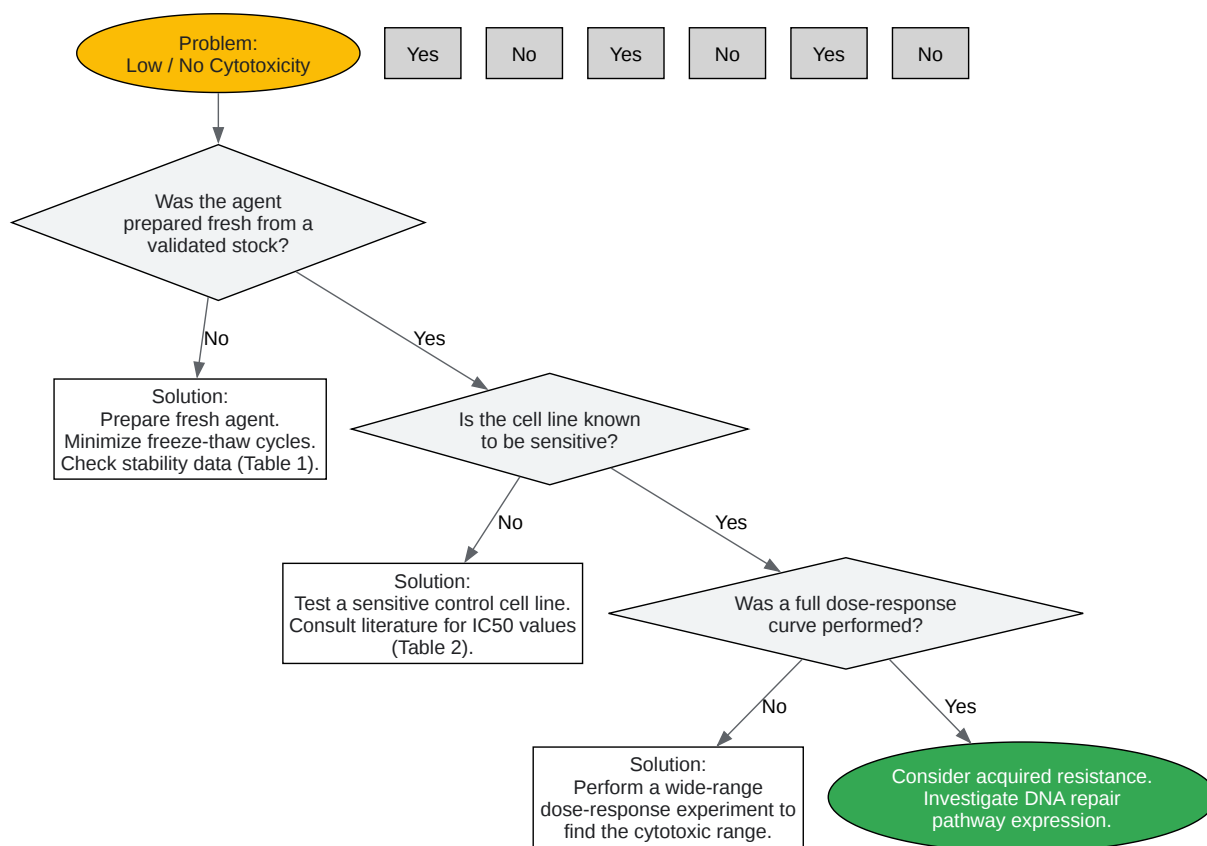 Problem:
Low / No Cytotoxicity
Yes
No
Yes
No
Yes
No
Was the agent
prepared fresh from a
validated stock?
No
Yes
Solution:
Prepare fresh agent.
Minimize freeze-thaw cycles.
Check stability data (Table 1).
Is the cell line known
to be sensitive?
No
Yes
Solution:
Test a sensitive control cell line.
Consult literature for IC50 values
(Table 2).
Was a full dose-response
curve performed?
No
Yes
Solution:
Perform a wide-range
dose-response experiment to
find the cytotoxic range.
Consider acquired resistance.
Investigate DNA repair
pathway expression.